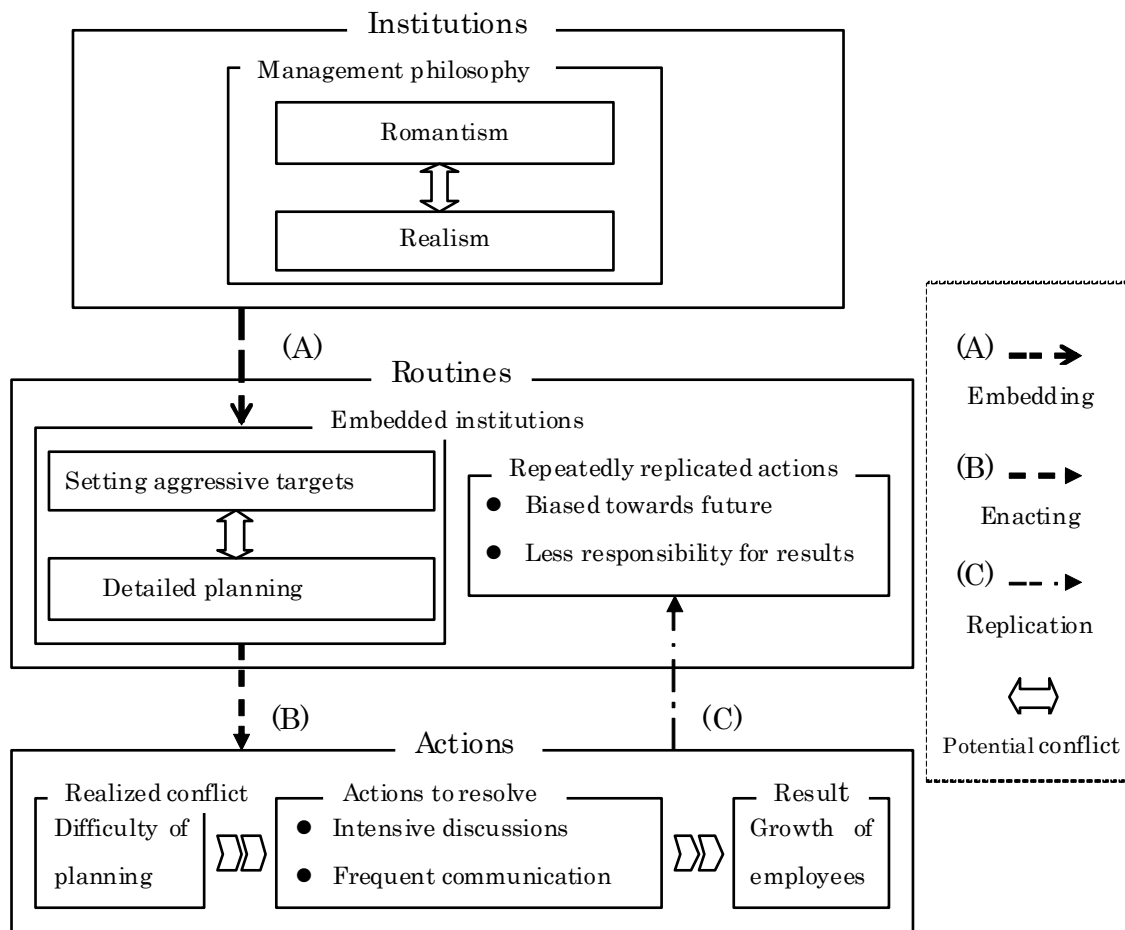 Institutions
Management philosophy
Romantism
Realism
(A)
Routines
Embedded institutions
Setting aggressive targets
Detailed planning
Repeatedly replicated actions
● Biased towards future
● Less responsibility for results
(B)
(C)
Actions
Realized conflict
Difficulty of
planning
Actions to resolve
● Intensive discussions
● Frequent communication
Result
Growth of
employees
(A)
Embedding
(B)
Enacting
(C)
Replication
Potential conflict